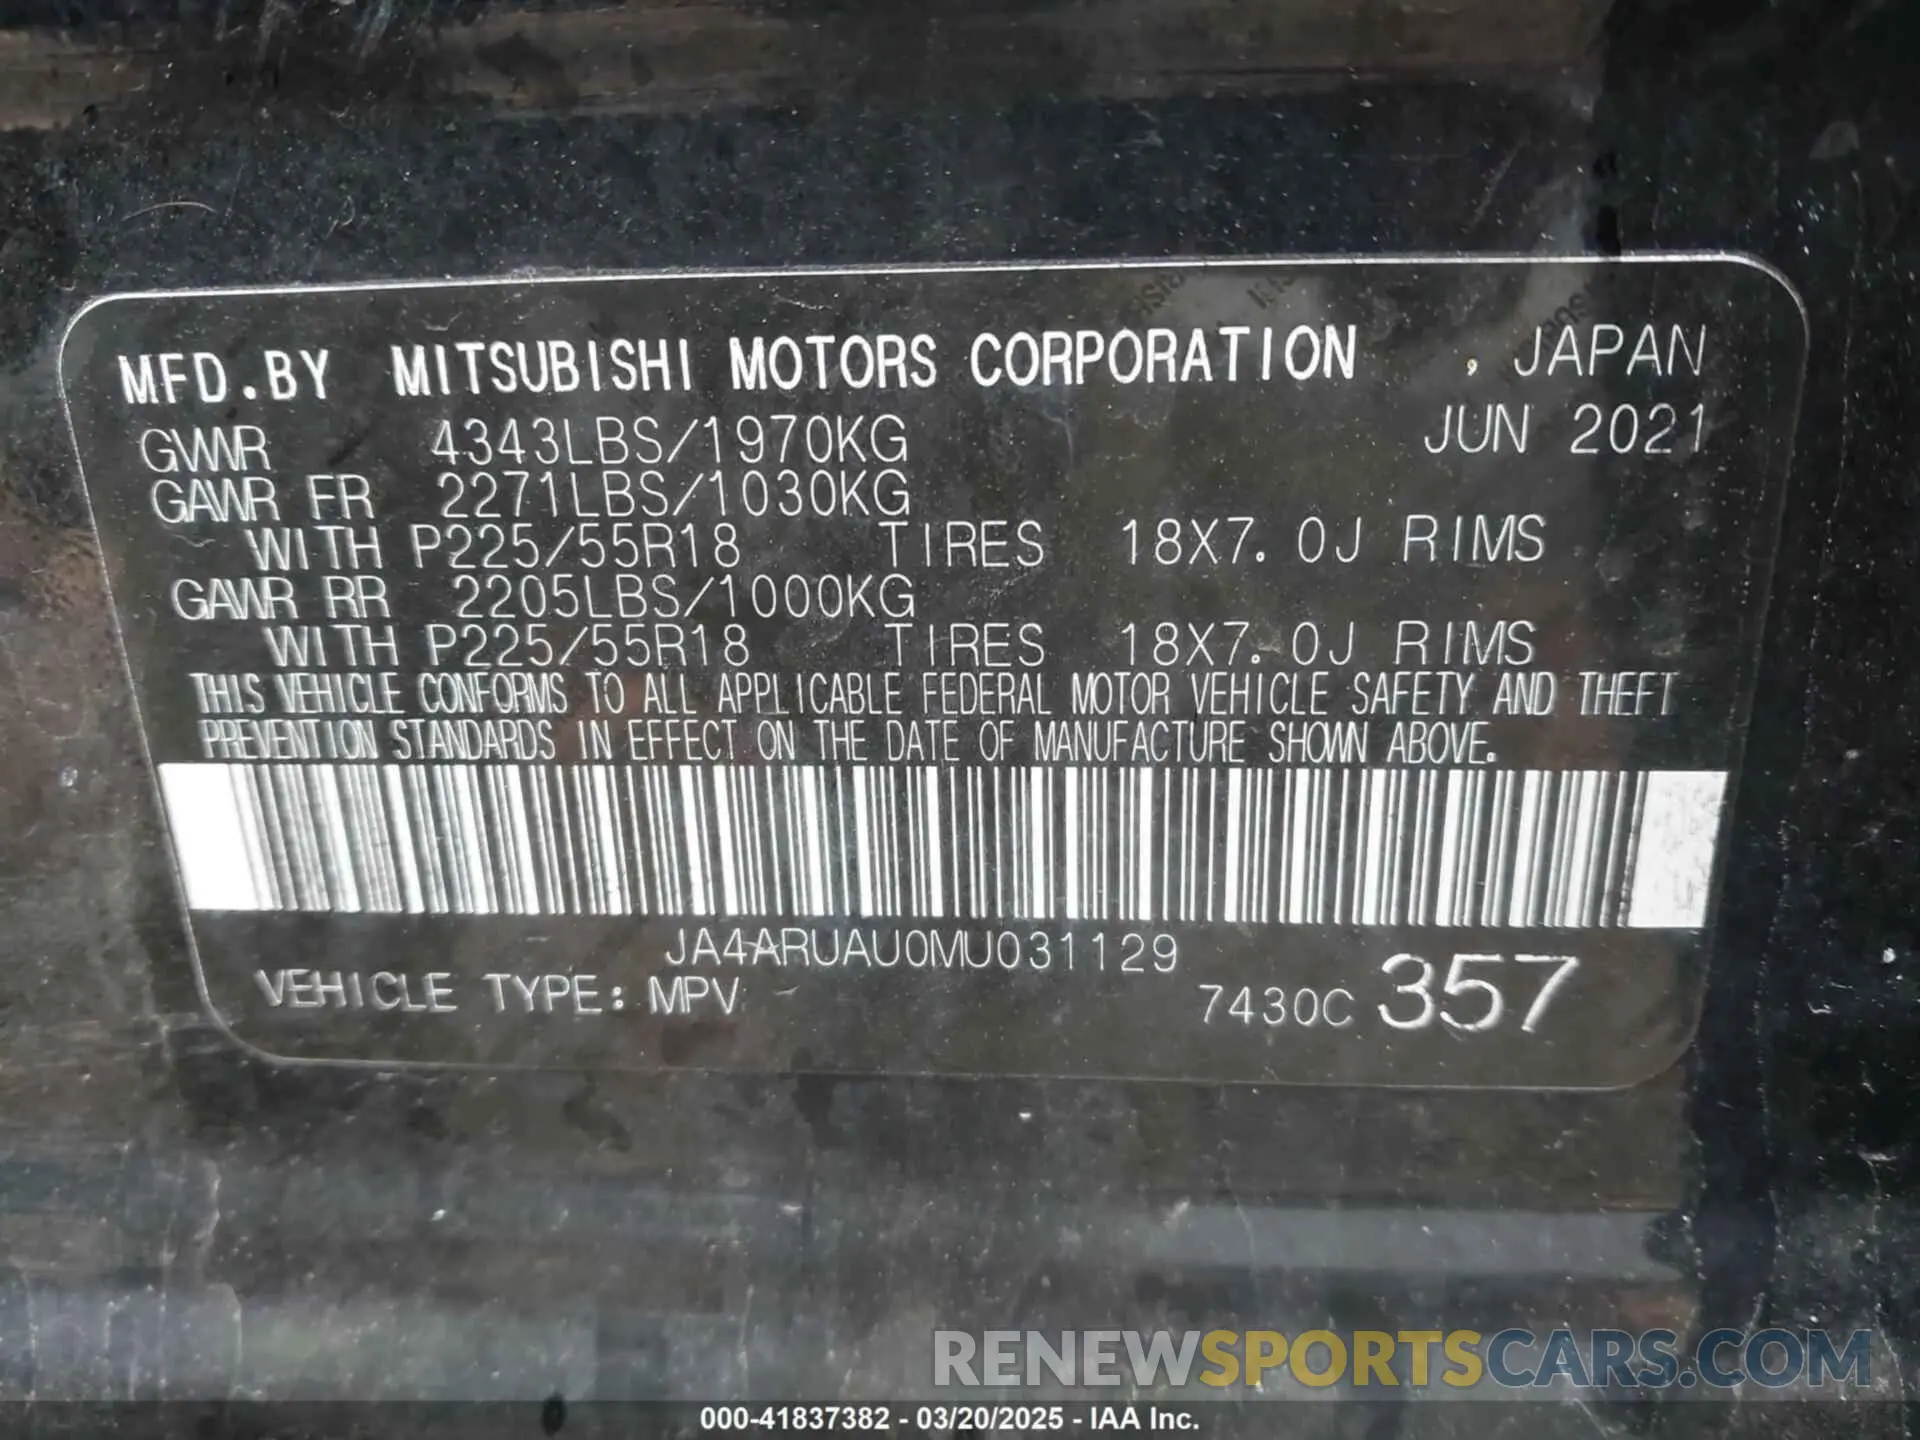 MFD.BY MITSUBISHI MOTORS CORPORATION , JAPAN
GVWR 4343LBS/1970KG JUN 2021
GAWR FR 2271LBS/1030KG
WITH P225/55R18 TIRES 18X7.0J RIMS
GAWR RR 2205LBS/1000KG
WITH P225/55R18 TIRES 18X7.0J RIMS
THIS VEHICLE CONFORMS TO ALL APPLICABLE FEDERAL MOTOR VEHICLE SAFETY AND THEFT
PREVENTION STANDARDS IN EFFECT ON THE DATE OF MANUFACTURE SHOWN ABOVE.
JA4ARUAU0MU031129
VEHICLE TYPE: MPV 7430C 357
RENEWSPORTSCARS.COM
000-41837382 - 03/20/2025 - IAA Inc.